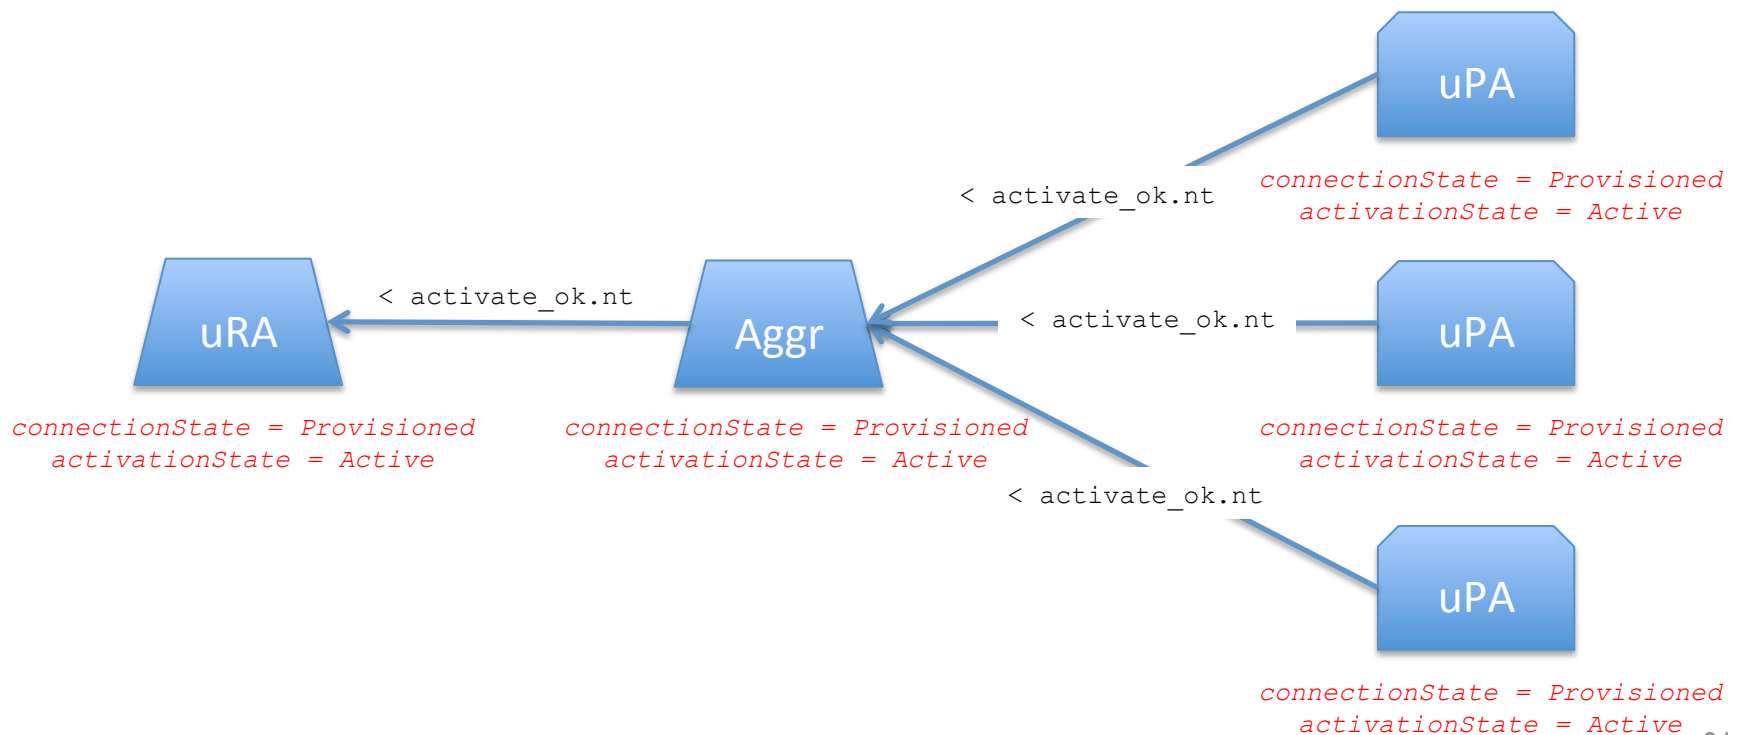 uPA
connectionState = Provisioned
activationState = Active
< activate_ok.nt
uRA
< activate_ok.nt
Aggr
< activate_ok.nt
uPA
connectionState = Provisioned
activationState = Active
connectionState = Provisioned
activationState = Active
connectionState = Provisioned
activationState = Active
< activate_ok.nt
uPA
connectionState = Provisioned
activationState = Active